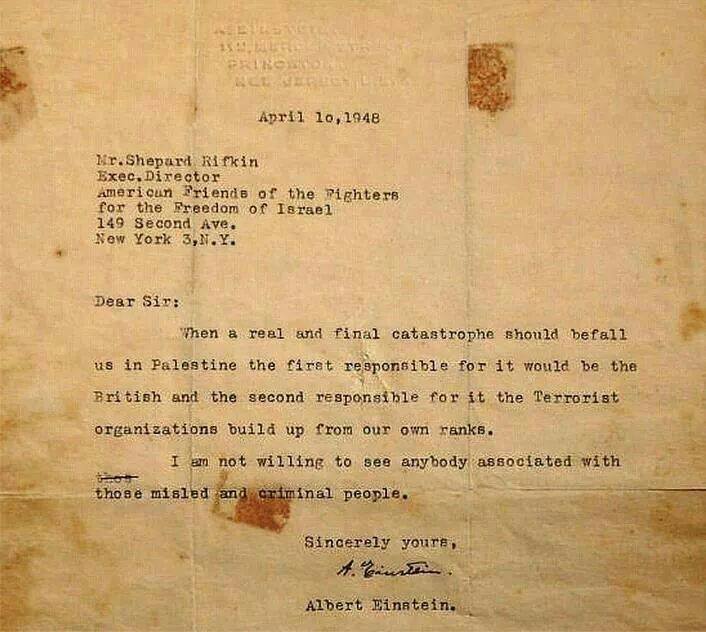 A. EINSTEIN
PRINCETON
NEW JERSEY, U.S.A.
April 10,1948
Mr.Shepard Rifkin
Exec.Director
American Friends of the Fighters
for the Freedom of Israel
149 Second Ave.
New York 3,N.Y.
Dear Sir:
When a real and final catastrophe should befall
us in Palestine the first responsible for it would be the
British and the second responsible for it the Terrorist
organizations build up from our own ranks.
I am not willing to see anybody associated with
those misled and criminal people.
Sincerely yours,
A. Einstein.
Albert Einstein.